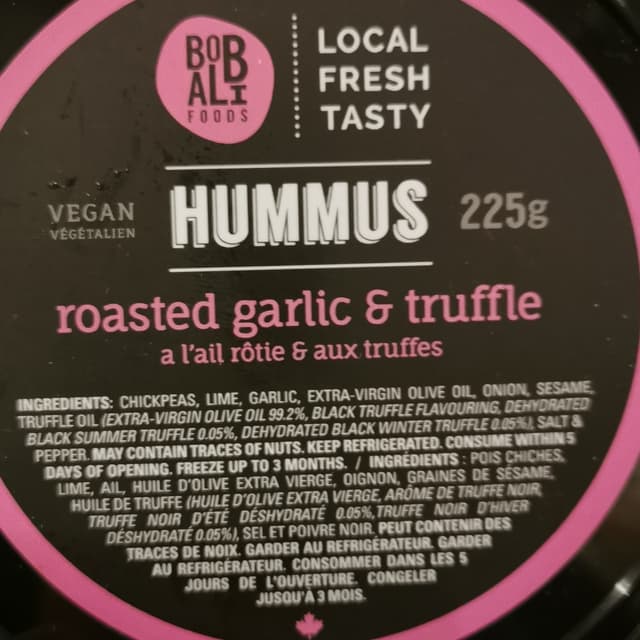 BOB
ALI
FOODS
LOCAL
FRESH
TASTY
VEGAN
VÉGÉTALIEN
HUMMUS
225g
roasted garlic & truffle
a l'ail rôtie & aux truffes
INGREDIENTS: CHICKPEAS, LIME, GARLIC, EXTRA-VIRGIN OLIVE OIL, ONION, SESAME,
TRUFFLE OIL (EXTRA-VIRGIN OLIVE OIL 99.2%, BLACK TRUFFLE FLAVOURING, DEHYDRATED
BLACK SUMMER TRUFFLE 0.05%, DEHYDRATED BLACK WINTER TRUFFLE 0.05%), SALT &
PEPPER. MAY CONTAIN TRACES OF NUTS. KEEP REFRIGERATED. CONSUME WITHIN 5
DAYS OF OPENING. FREEZE UP TO 3 MONTHS. / INGRÉDIENTS : POIS CHICHES,
LIME, AIL, HUILE D'OLIVE EXTRA VIERGE, OIGNON, GRAINES DE SÉSAME,
HUILE DE TRUFFE (HUILE D'OLIVE EXTRA VIERGE, ARÔME DE TRUFFE NOIR,
TRUFFE NOIR D'ÉTÉ DÉSHYDRATÉ 0.05%, TRUFFE NOIR D'HIVER
DÉSHYDRATÉ 0.05%), SEL ET POIVRE NOIR. PEUT CONTENIR DES
TRACES DE NOIX. GARDER AU REFRIGÉRATEUR. GARDER
AU REFRIGÉRATEUR. CONSOMMER DANS LES 5
JOURS DE L'OUVERTURE. CONGELER
JUSQU'À 3 MOIS.